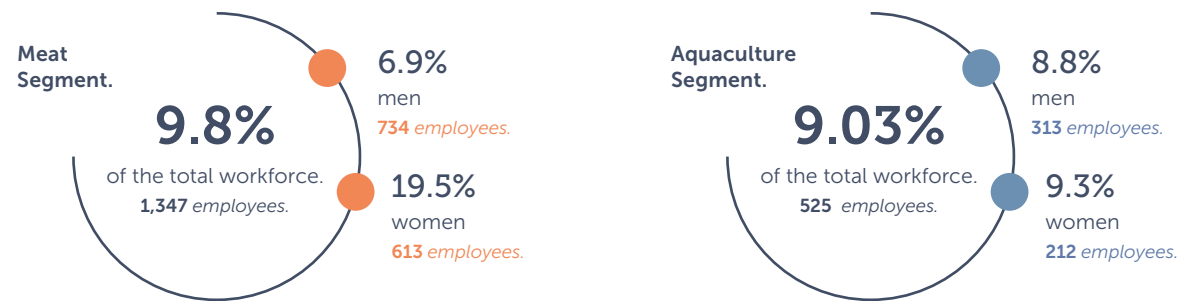 Meat
Segment.
9.8%
of the total workforce.
1,347 employees.
6.9%
men
734 employees.
19.5%
women
613 employees.
Aquaculture
Segment.
9.03%
of the total workforce.
525 employees.
8.8%
men
313 employees.
9.3%
women
212 employees.